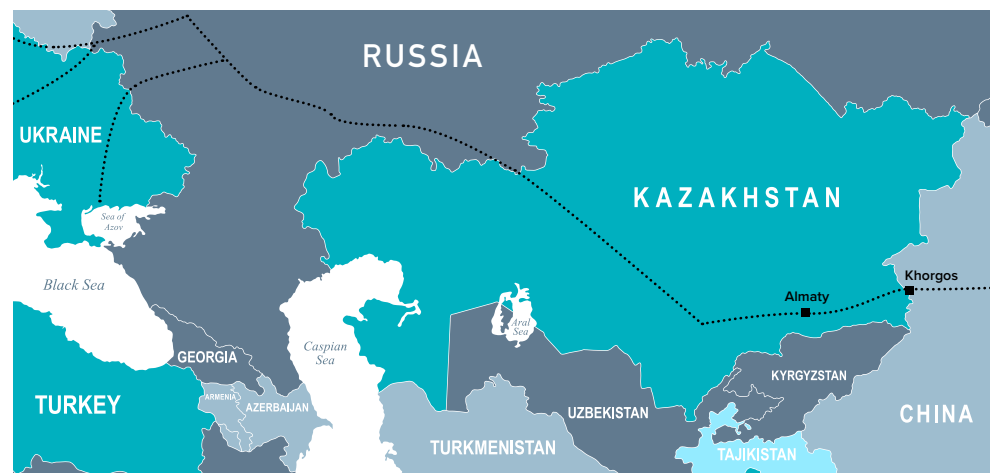 RUSSIA
UKRAINE
KAZAKHSTAN
Sea of
Azov
Khorgos
Black Sea
Almaty
Aral
Sea
Caspian
Sea
GEORGIA
KYRGYZSTAN
ARMENIA
AZERBAIJAN
TURKEY
UZBEKISTAN
CHINA
TURKMENISTAN
TAJIKISTAN